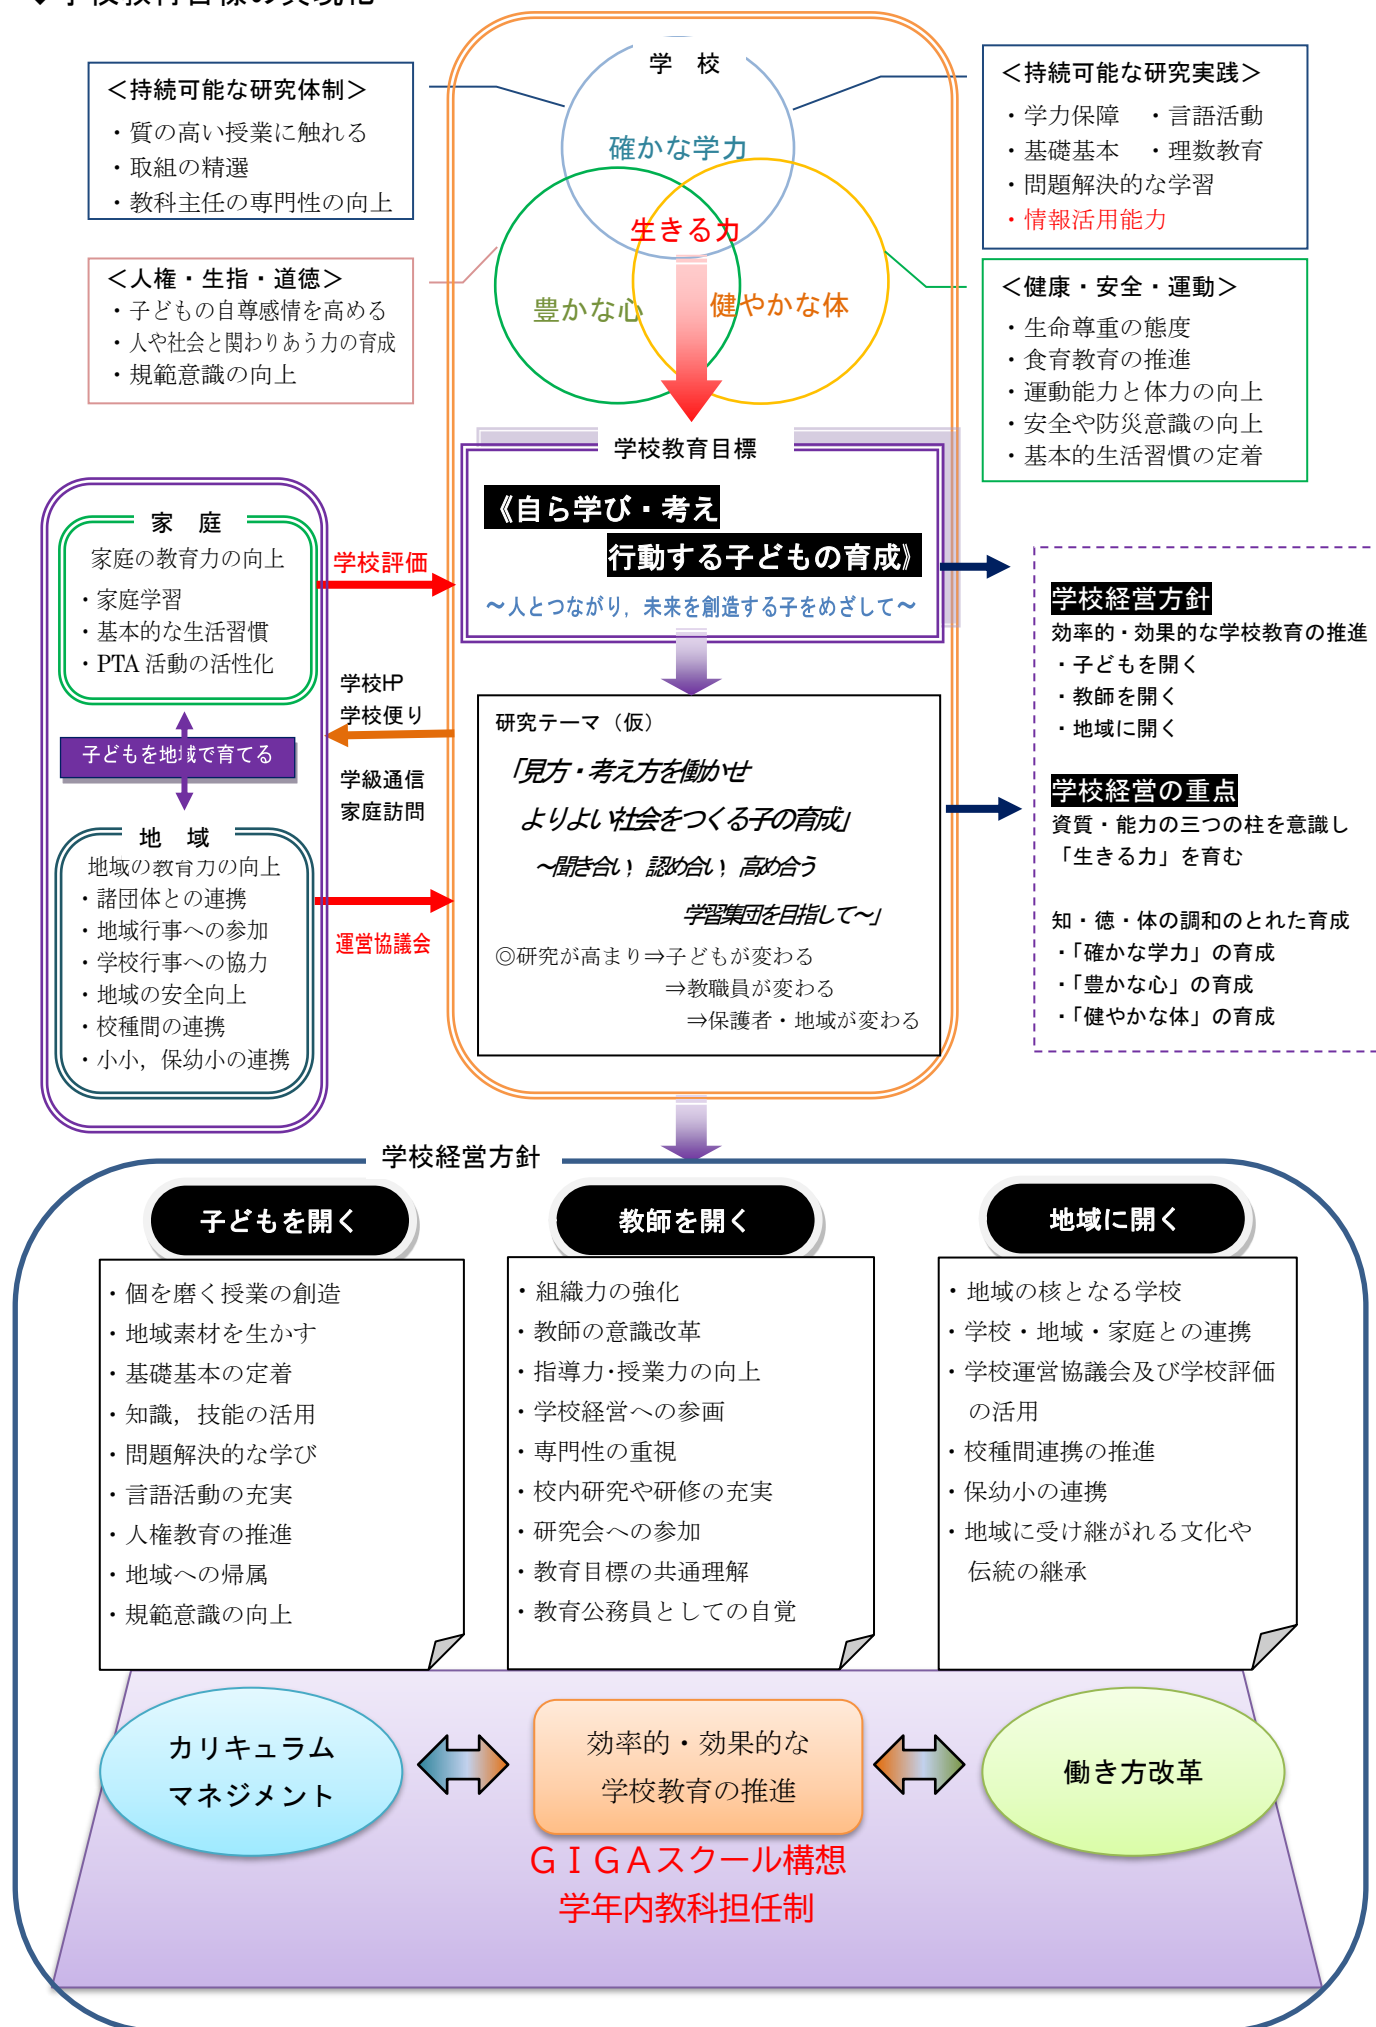 ◆学校教育目標の具現化
学　校
確かな学力
生きる力
豊かな心
健やかな体
＜持続可能な研究体制＞
・質の高い授業に触れる
・取組の精選
・教科主任の専門性の向上
＜人権・生指・道徳＞
・子どもの自尊感情を高める
・人や社会と関わりあう力の育成
・規範意識の向上
＜持続可能な研究実践＞
・学力保障　・言語活動
・基礎基本　・理数教育
・問題解決的な学習
・情報活用能力
＜健康・安全・運動＞
・生命尊重の態度
・食育教育の推進
・運動能力と体力の向上
・安全や防災意識の向上
・基本的生活習慣の定着
学校教育目標
《自ら学び・考え
行動する子どもの育成》
～人とつながり，未来を創造する子をめざして～
家　庭
家庭の教育力の向上
・家庭学習
・基本的な生活習慣
・PTA 活動の活性化
子どもを地域で育てる
地　域
地域の教育力の向上
・諸団体との連携
・地域行事への参加
・学校行事への協力
・地域の安全向上
・校種間の連携
・小小，保幼小の連携
学校評価
学校HP
学校便り
学級通信
家庭訪問
運営協議会
研究テーマ（仮）
「見方・考え方を働かせ
よりよい社会をつくる子の育成」
～聞き合い，認め合い，高め合う
学習集団を目指して～」
◎研究が高まり⇒子どもが変わる
⇒教職員が変わる
⇒保護者・地域が変わる
学校経営方針
効率的・効果的な学校教育の推進
・子どもを開く
・教師を開く
・地域に開く
学校経営の重点
資質・能力の三つの柱を意識し
「生きる力」を育む
知・徳・体の調和のとれた育成
・「確かな学力」の育成
・「豊かな心」の育成
・「健やかな体」の育成
学校経営方針
子どもを開く
・個を磨く授業の創造
・地域素材を生かす
・基礎基本の定着
・知識，技能の活用
・問題解決的な学び
・言語活動の充実
・人権教育の推進
・地域への帰属
・規範意識の向上
教師を開く
・組織力の強化
・教師の意識改革
・指導力・授業力の向上
・学校経営への参画
・専門性の重視
・校内研究や研修の充実
・研究会への参加
・教育目標の共通理解
・教育公務員としての自覚
地域に開く
・地域の核となる学校
・学校・地域・家庭との連携
・学校運営協議会及び学校評価
の活用
・校種間連携の推進
・保幼小の連携
・地域に受け継がれる文化や
伝統の継承
カリキュラム
マネジメント
効率的・効果的な
学校教育の推進
働き方改革
ＧＩＧＡスクール構想
学年内教科担任制